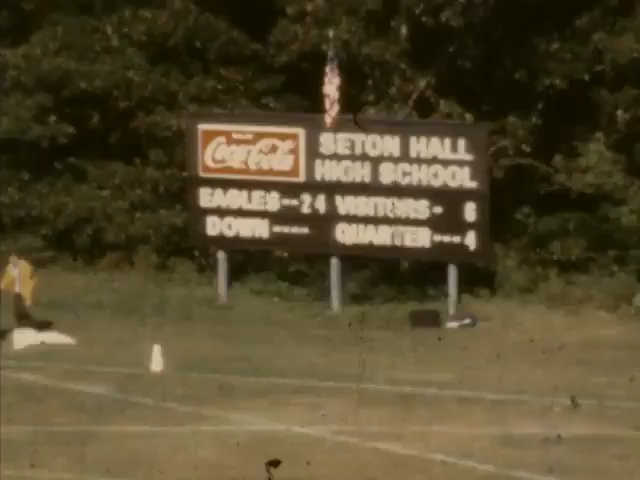 Coca-Cola
SETON HALL
HIGH SCHOOL
EAGLES--24 VISITORS- 6
DOWN---- QUARTER---4